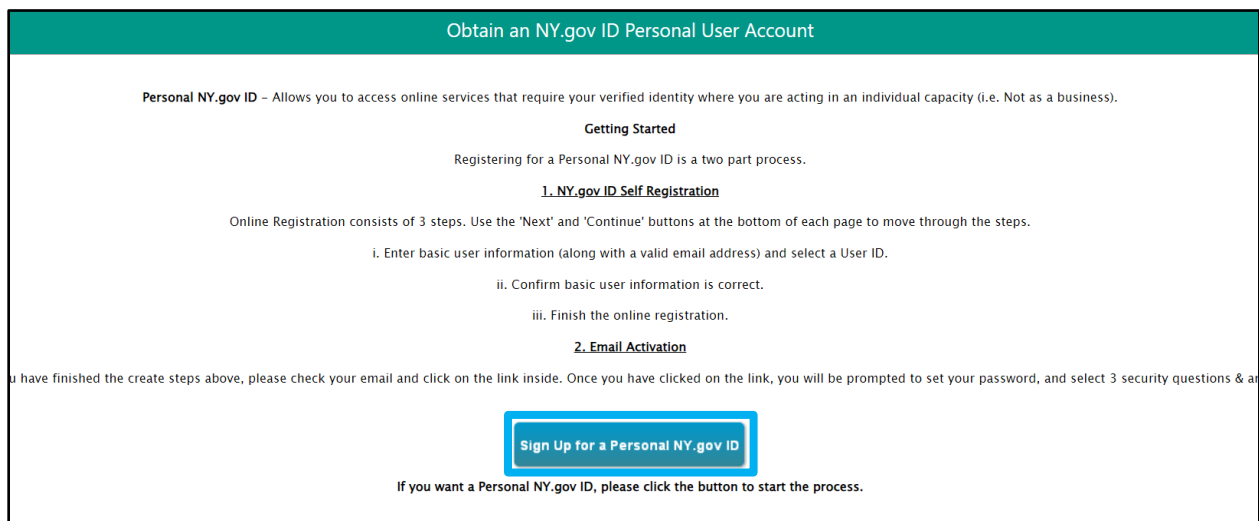 Obtain an NY.gov ID Personal User Account
Personal NY.gov ID – Allows you to access online services that require your verified identity where you are acting in an individual capacity (i.e. Not as a business).
Getting Started
Registering for a Personal NY.gov ID is a two part process.
1. NY.gov ID Self Registration
Online Registration consists of 3 steps. Use the 'Next' and 'Continue' buttons at the bottom of each page to move through the steps.
i. Enter basic user information (along with a valid email address) and select a User ID.
ii. Confirm basic user information is correct.
iii. Finish the online registration.
2. Email Activation
have finished the create steps above, please check your email and click on the link inside. Once you have clicked on the link, you will be prompted to set your password, and select 3 security questions &
Sign Up for a Personal NY.gov ID
If you want a Personal NY.gov ID, please click the button to start the process.